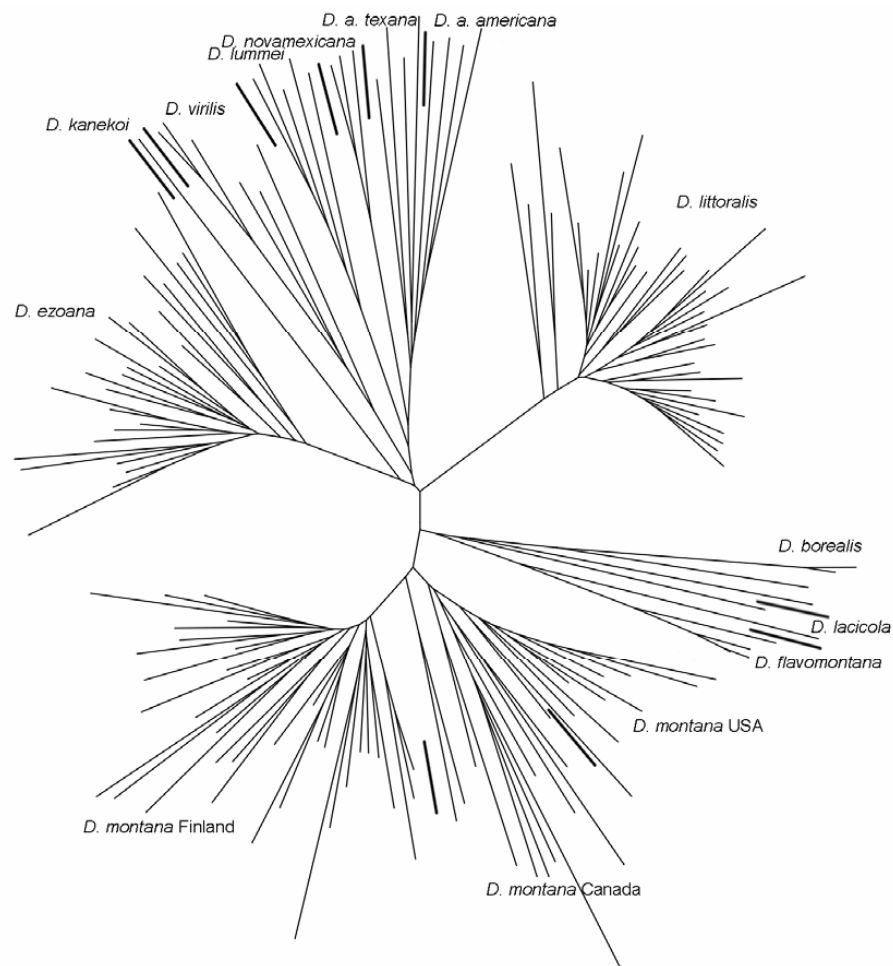 D. a. texana
D. a. americana
D. novamexicana
D. lummei
D. virilis
D. kanekoi
D. littoralis
D. ezoana
D. borealis
D. lacicola
D. flavomontana
D. montana USA
D. montana Finland
D. montana Canada